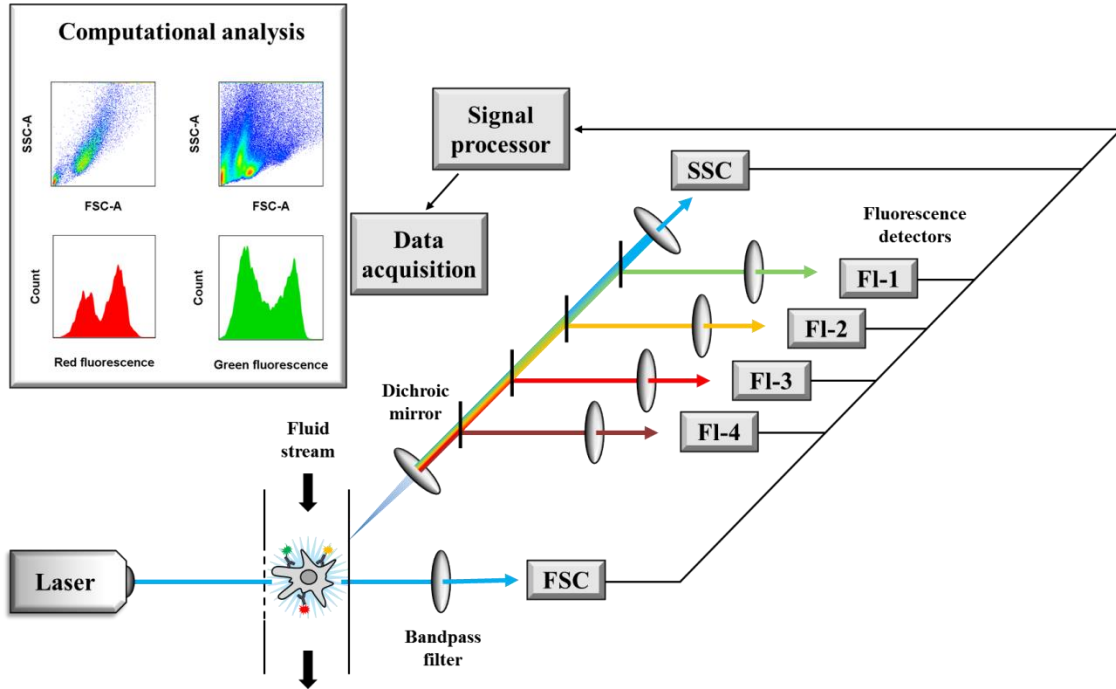 Computational analysis
SSC-A
FSC-A
SSC-A
FSC-A
Count
Red fluorescence
Count
Green fluorescence
Signal
processor
Data
acquisition
SSC
Fluorescence
detectors
Fl-1
Fl-2
Fl-3
Fl-4
Dichroic
mirror
Fluid
stream
Laser
Bandpass
filter
FSC